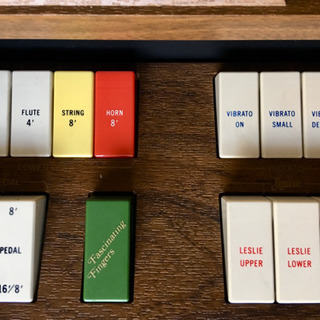 FLUTE
4'
STRING
8'
HORN
8'
VIBRATO
ON
VIBRATO
SMALL
8'
PEDAL
16'/8'
Fascinating
Fingers
LESLIE
UPPER
LESLIE
LOWER